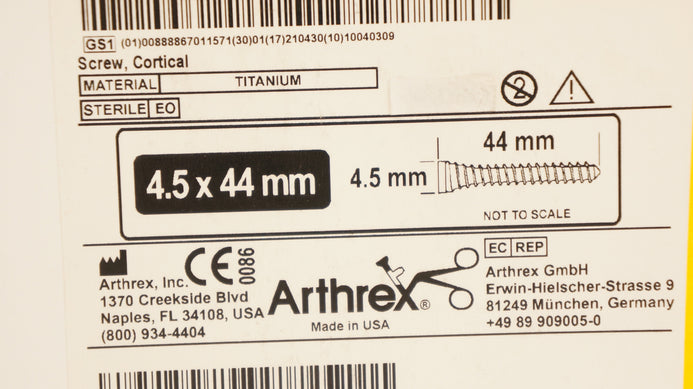 GS1 (01)00888867011571(30)01(17)210430(10)10040309
Screw, Cortical
MATERIAL TITANIUM
STERILE EO
2
44 mm
4.5 x 44 mm
4.5 mm
NOT TO SCALE
Arthrex, Inc.
1370 Creekside Blvd
Naples, FL 34108, USA
(800) 934-4404
CE 0086
Arthrex®
Made in USA
EC REP
Arthrex GmbH
Erwin-Hielscher-Strasse 9
81249 München, Germany
+49 89 909005-0